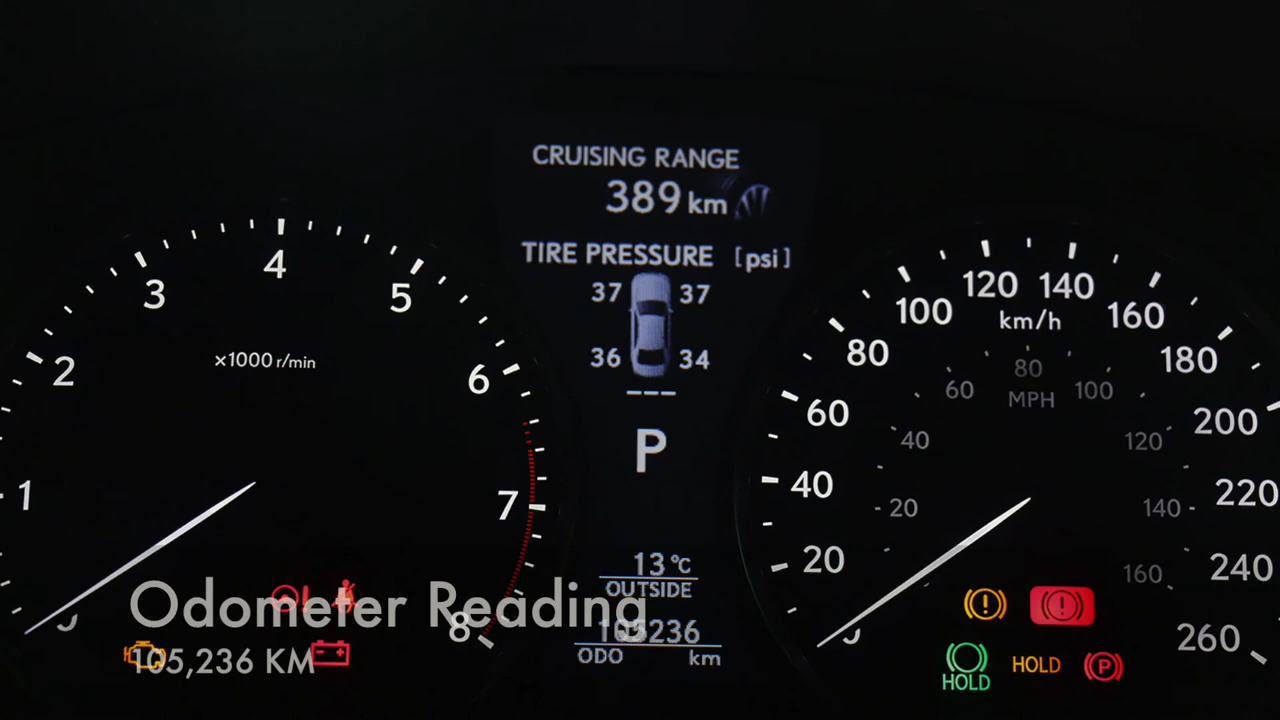 CRUISING RANGE
389 km
TIRE PRESSURE [psi]
37 37
36 34
---
P
13 °C
OUTSIDE
105236
ODO km
0 1 2 3 4 5 6 7 8
×1000 r/min
0 20 40 60 80 100 120 140 160 180 200 220 240 260
km/h
20 40 60 80 100 120 140 160
MPH
HOLD
HOLD
P
Odometer Reading
105,236 KM